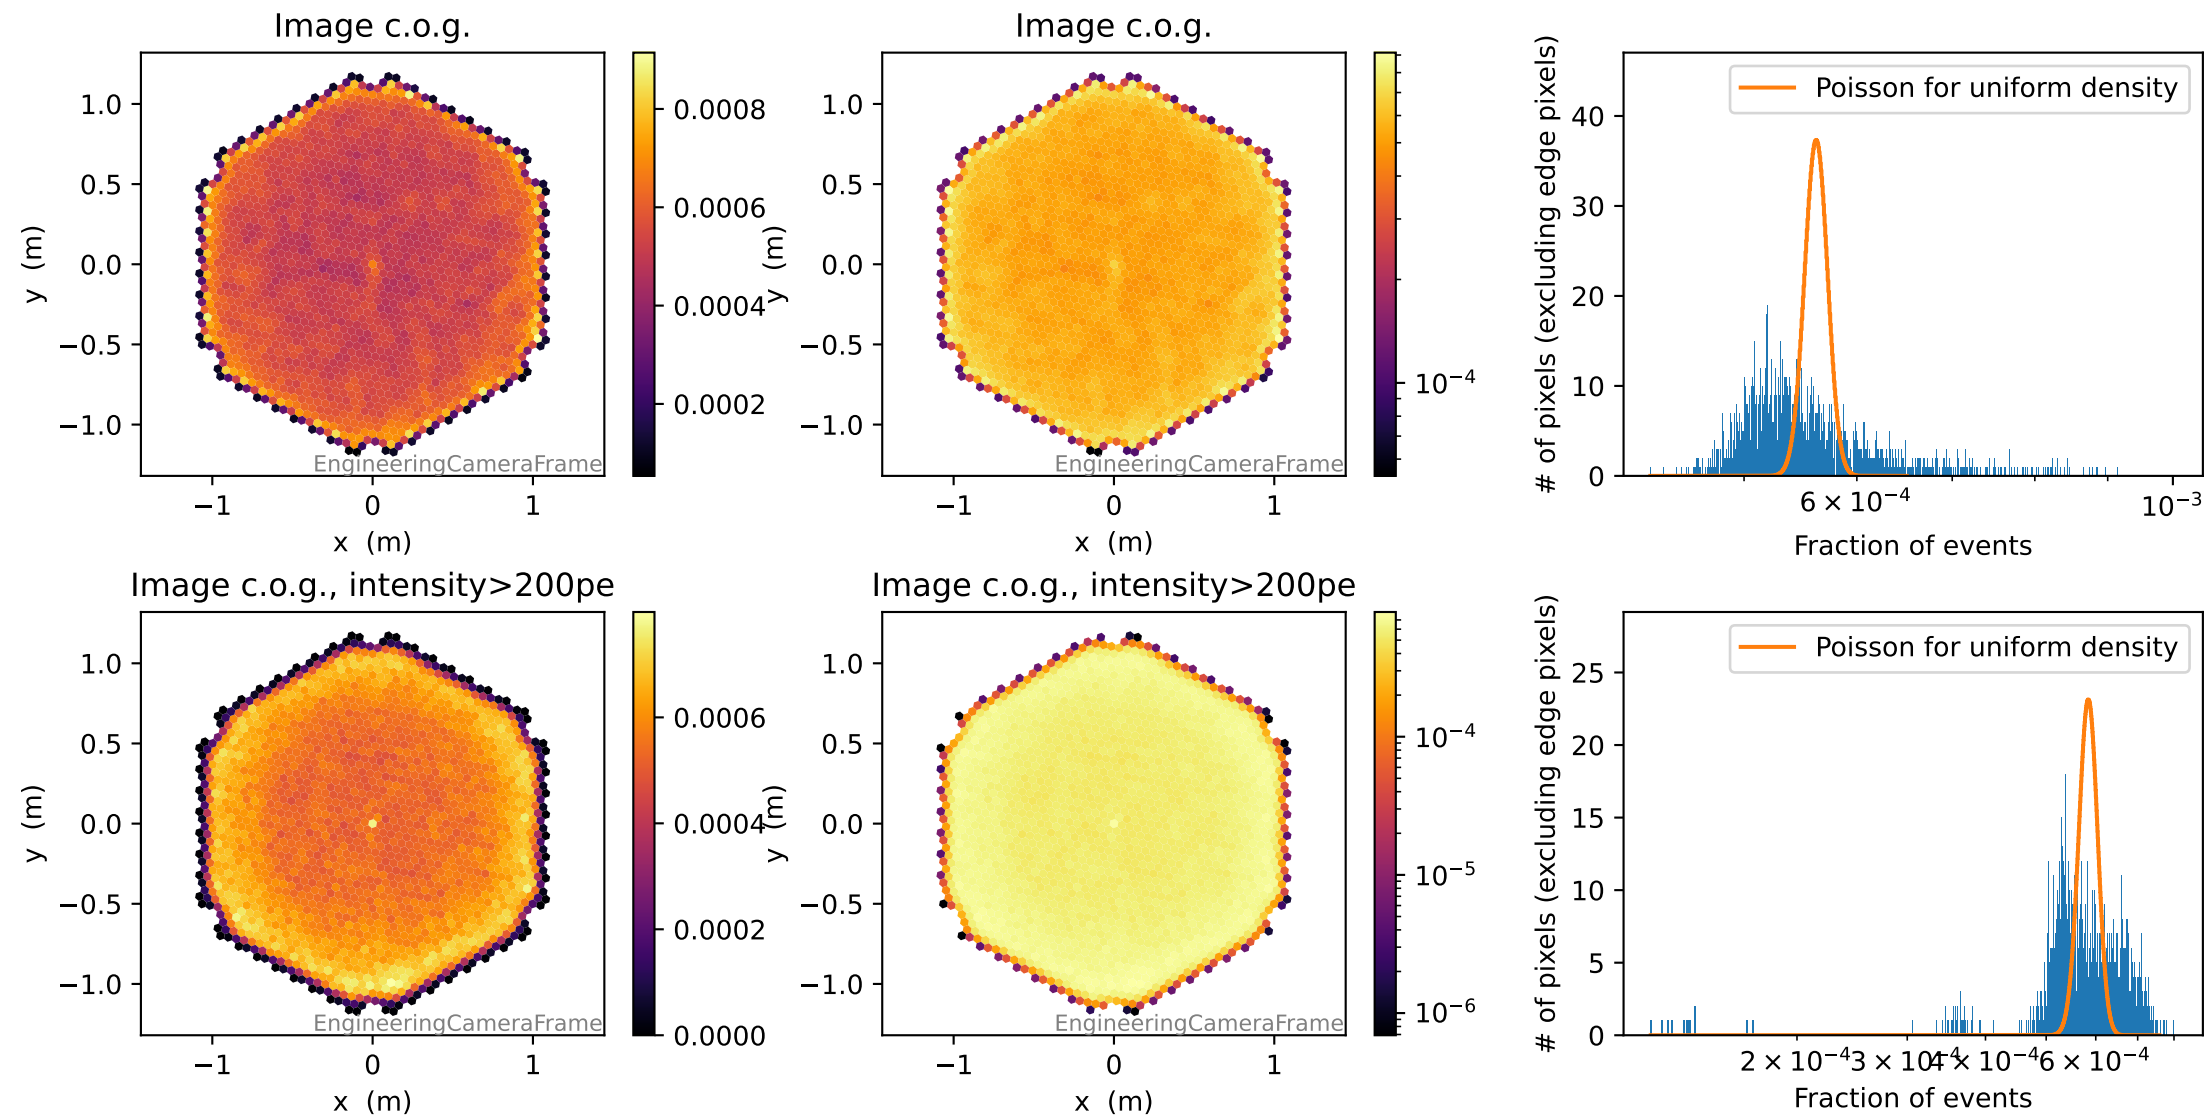 Image c.o.g.
1.0
0.5
0.0
−0.5
−1.0
y (m)
−1 0 1
x (m)
EngineeringCameraFrame
0.0008
0.0006
0.0004
0.0002
Image c.o.g.
1.0
0.5
0.0
−0.5
−1.0
y (m)
−1 0 1
x (m)
EngineeringCameraFrame
10⁻⁴
Poisson for uniform density
# of pixels (excluding edge pixels)
40
30
20
10
0
6 × 10⁻⁴ 10⁻³
Fraction of events
Image c.o.g., intensity>200pe
1.0
0.5
0.0
−0.5
−1.0
y (m)
−1 0 1
x (m)
EngineeringCameraFrame
0.0006
0.0004
0.0002
0.0000
Image c.o.g., intensity>200pe
1.0
0.5
0.0
−0.5
−1.0
y (m)
−1 0 1
x (m)
EngineeringCameraFrame
10⁻⁴
10⁻⁵
10⁻⁶
Poisson for uniform density
# of pixels (excluding edge pixels)
25
20
15
10
5
0
2 × 10⁻⁴ 3 × 10⁻⁴ 4 × 10⁻⁴ 6 × 10⁻⁴
Fraction of events